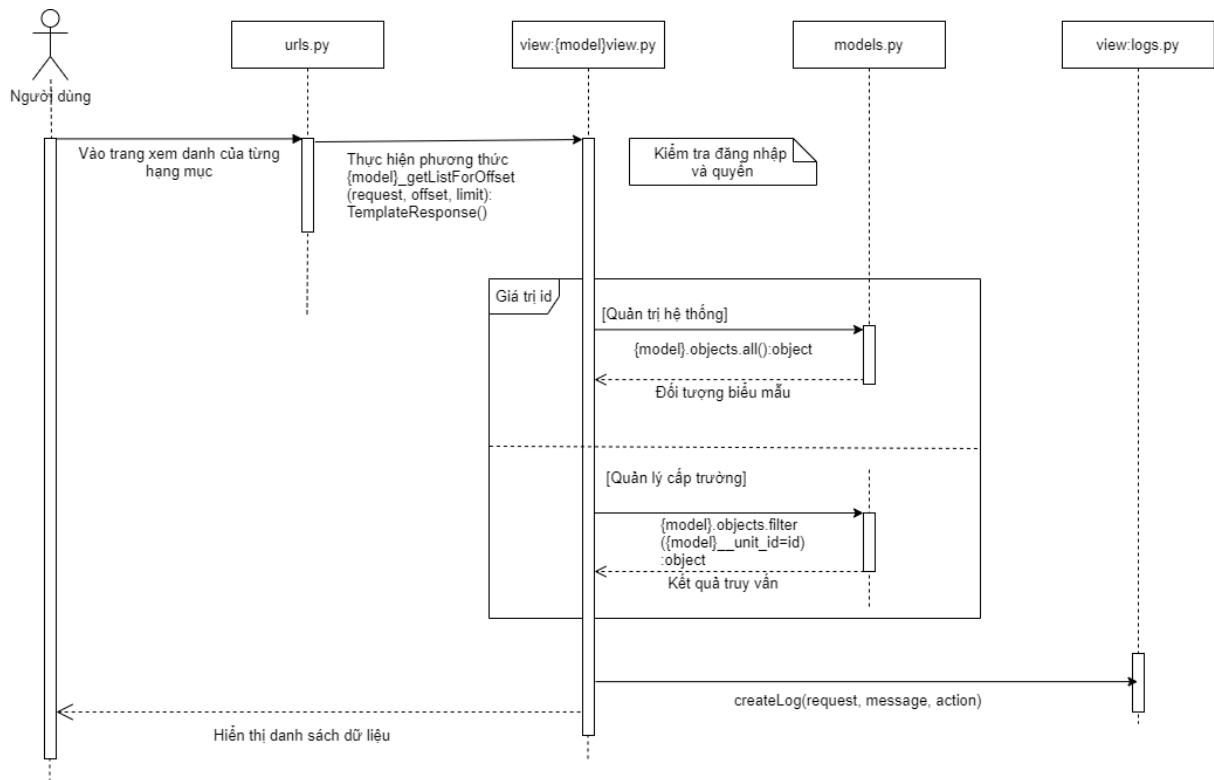 urls.py
view:{model}view.py
models.py
view:logs.py
Người dùng
Vào trang xem danh của từng
hạng mục
Thực hiện phương thức
{model}_getListForOffset
(request, offset, limit):
TemplateResponse()
Kiểm tra đăng nhập
và quyền
Giá trị id
[Quản trị hệ thống]
{model}.objects.all():object
Đối tượng biểu mẫu
[Quản lý cấp trường]
{model}.objects.filter
({model}__unit_id=id)
:object
Kết quả truy vấn
createLog(request, message, action)
Hiển thị danh sách dữ liệu